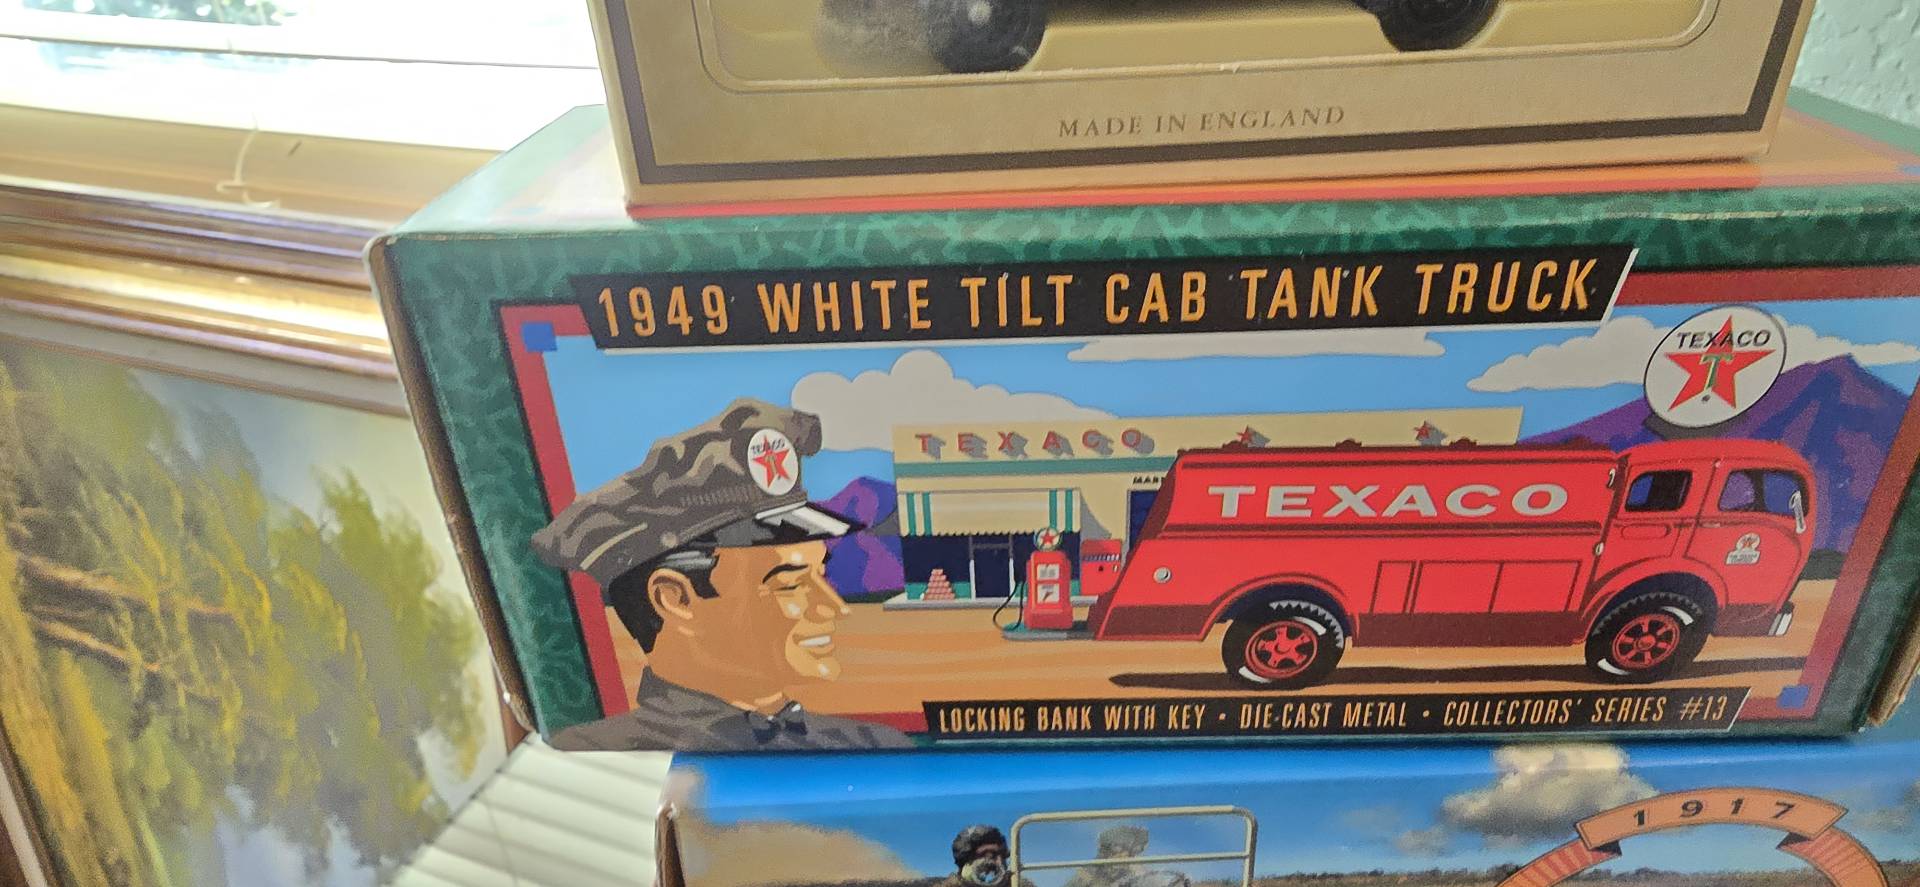 MADE IN ENGLAND
1949 WHITE TILT CAB TANK TRUCK
TEXACO
T
TEXACO
T
TEXACO
TEXACO
LOCKING BANK WITH KEY • DIE-CAST METAL • COLLECTORS' SERIES #13
1917